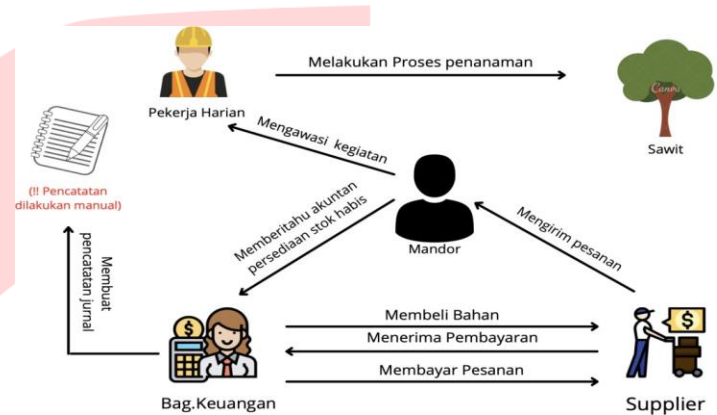 Melakukan Proses penanaman
Pekerja Harian
Canva
Sawit
Mengawasi kegiatan
(!! Pencatatan
dilakukan manual)
Mandor
Memberitahu akuntan
persediaan stok habis
Mengirim pesanan
Membuat
pencatatan jurnal
Membeli Bahan
Menerima Pembayaran
Membayar Pesanan
$
$
Bag.Keuangan
Supplier